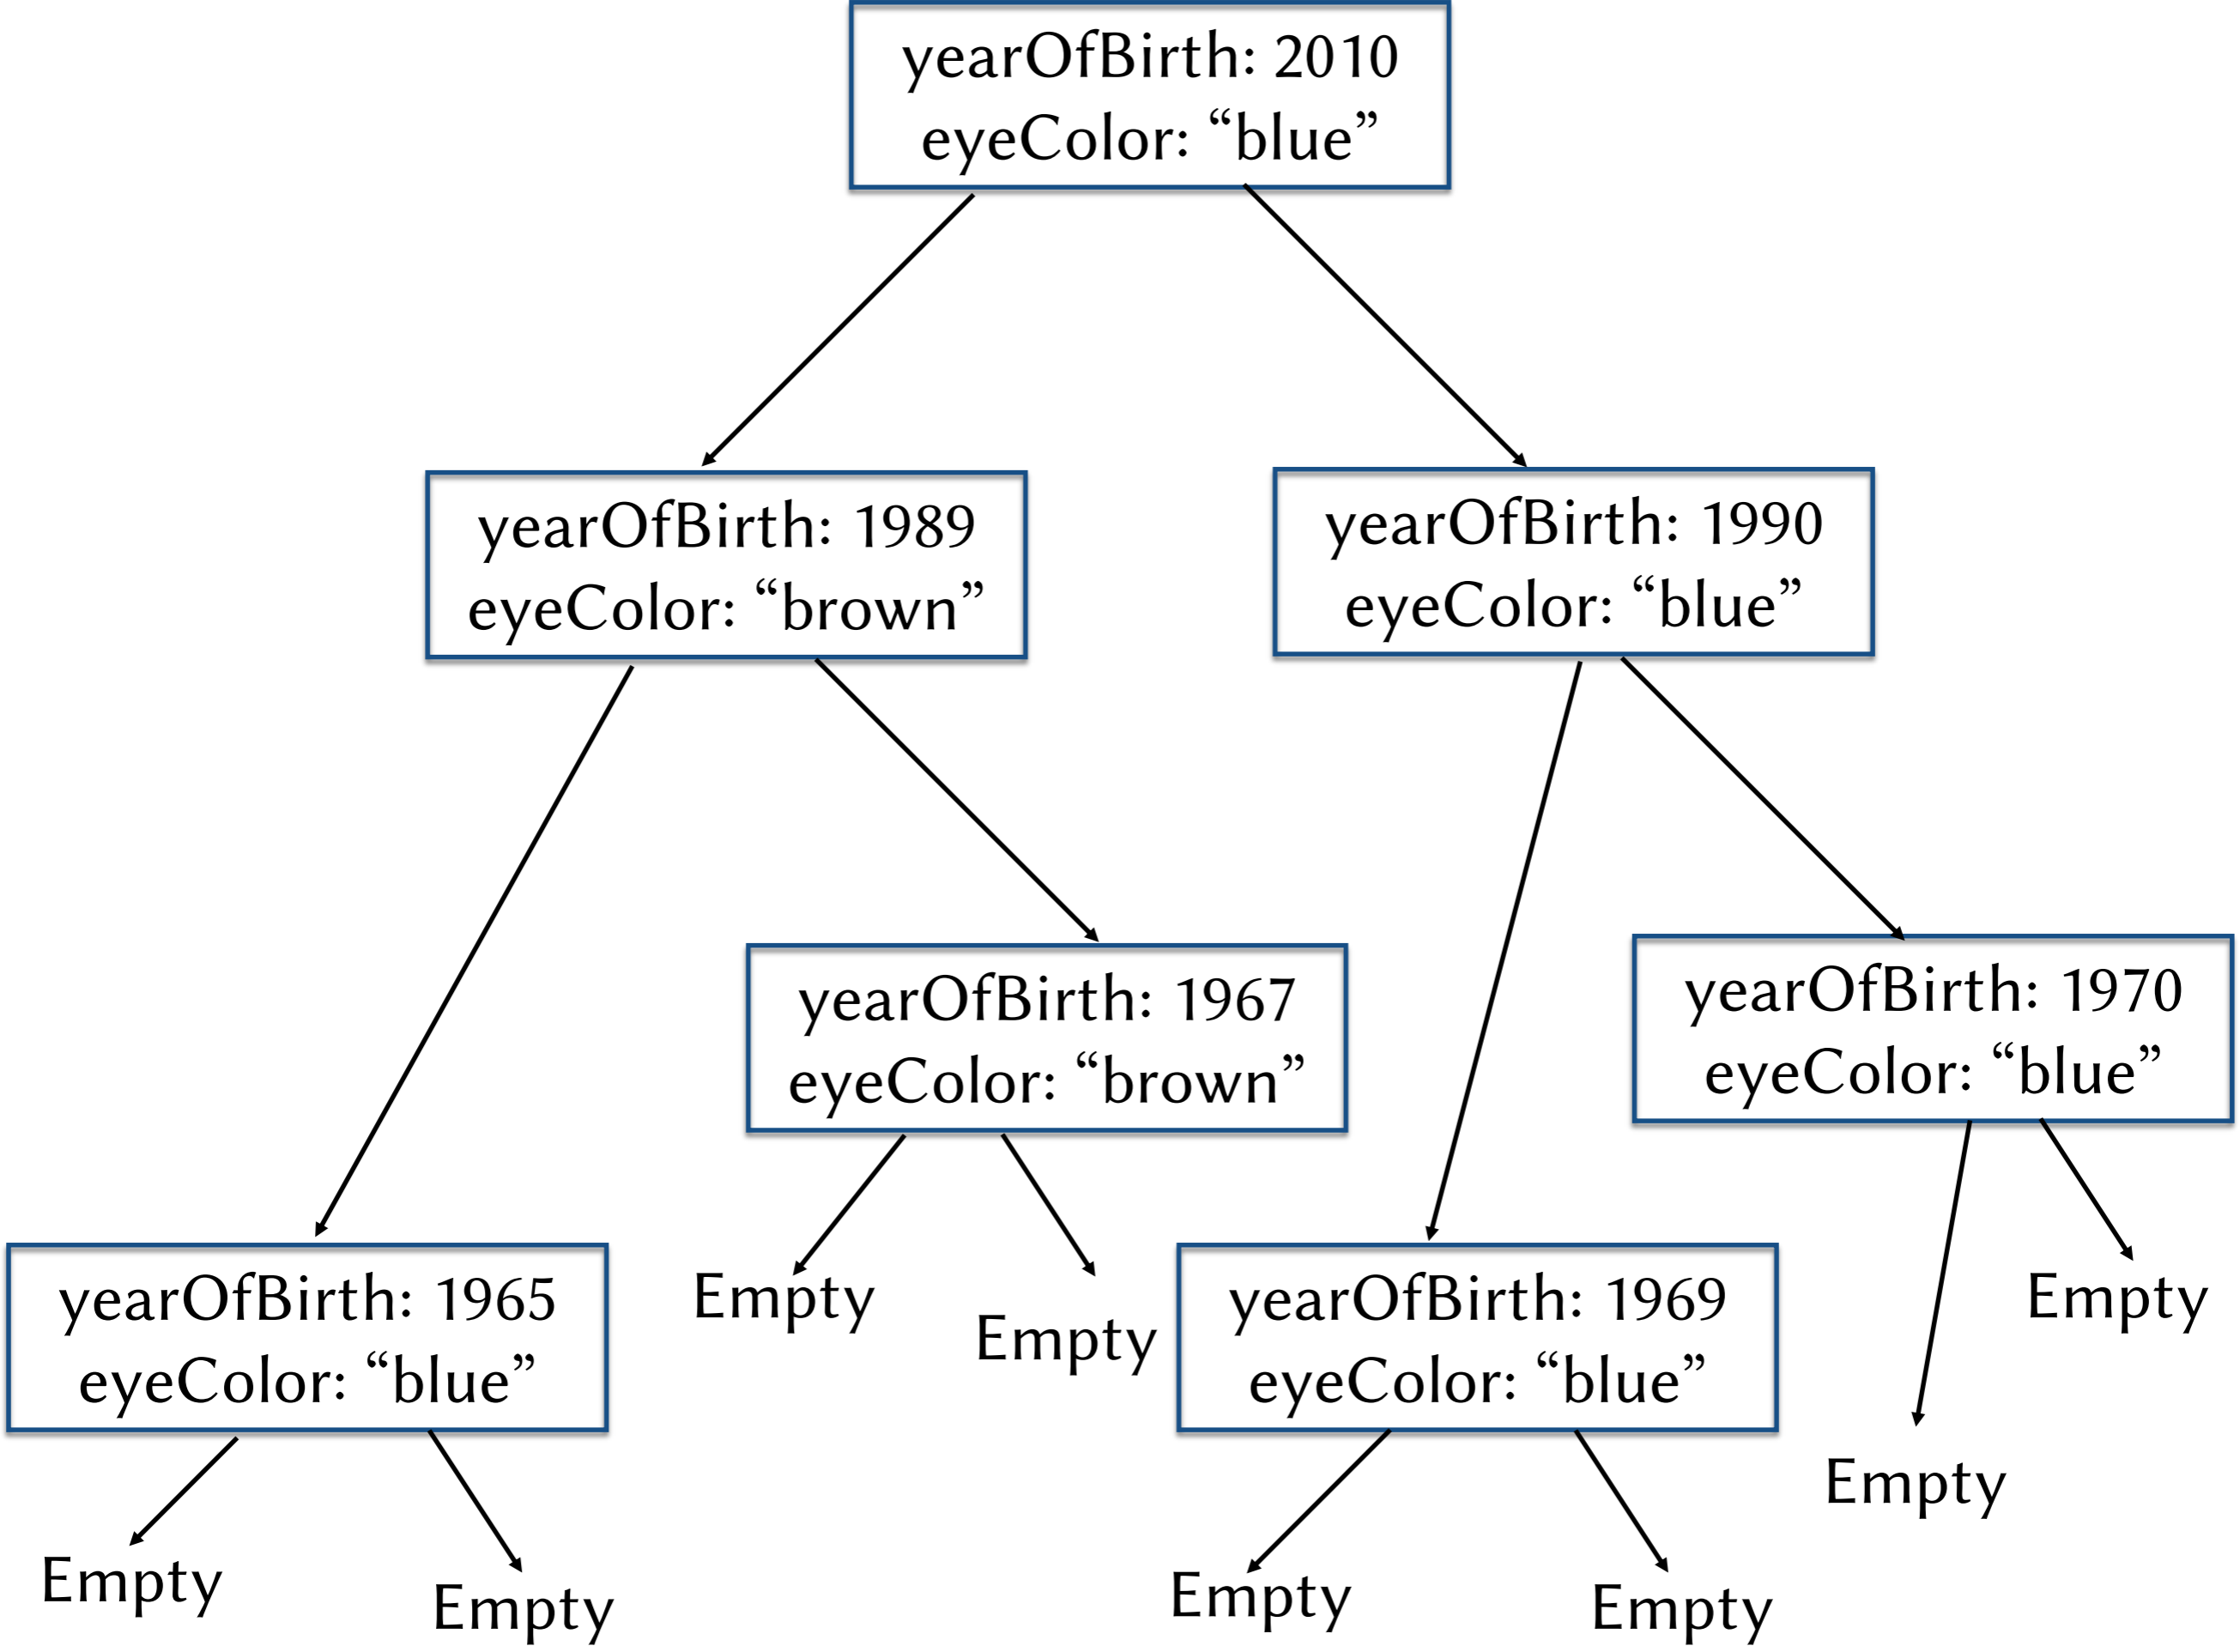 yearOfBirth: 2010
eyeColor: “blue”
yearOfBirth: 1989
eyeColor: “brown”
yearOfBirth: 1990
eyeColor: “blue”
yearOfBirth: 1967
eyeColor: “brown”
yearOfBirth: 1970
eyeColor: “blue”
yearOfBirth: 1965
eyeColor: “blue”
Empty
Empty
yearOfBirth: 1969
eyeColor: “blue”
Empty
Empty
Empty
Empty
Empty
Empty